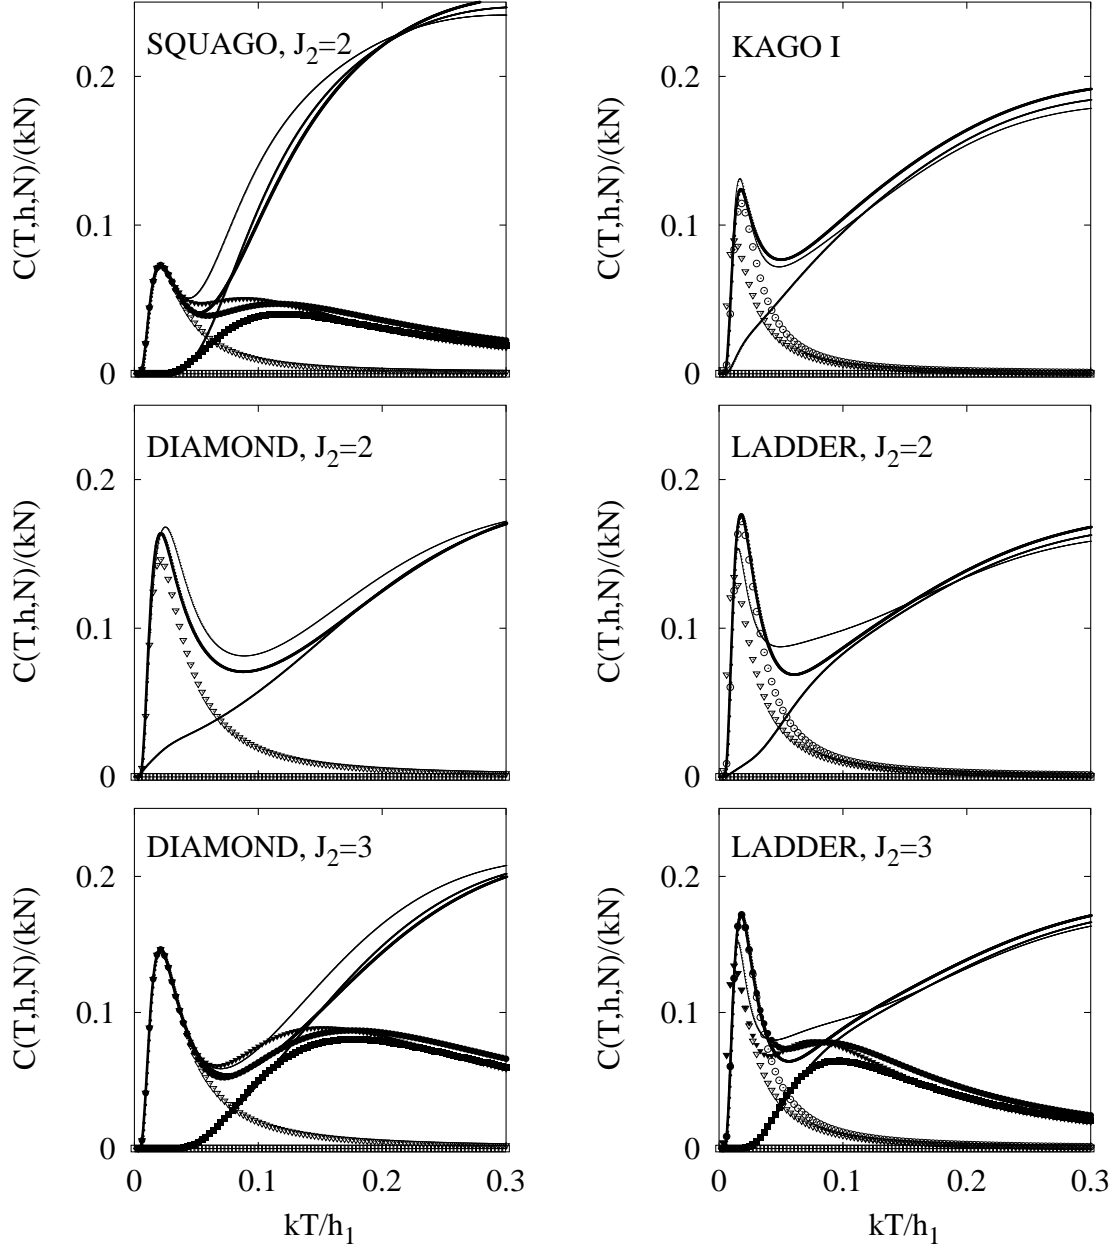 SQUAGO, J2=2
C(T,h,N)/(kN)
0.2
0.1
0
KAGO I
C(T,h,N)/(kN)
0.2
0.1
0
DIAMOND, J2=2
C(T,h,N)/(kN)
0.2
0.1
0
LADDER, J2=2
C(T,h,N)/(kN)
0.2
0.1
0
DIAMOND, J2=3
C(T,h,N)/(kN)
0.2
0.1
0
0 0.1 0.2 0.3
kT/h1
LADDER, J2=3
C(T,h,N)/(kN)
0.2
0.1
0
0 0.1 0.2 0.3
kT/h1